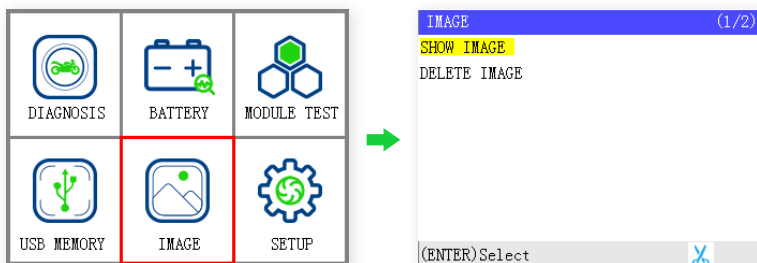 DIAGNOSIS
BATTERY
MODULE TEST
USB MEMORY
IMAGE
SETUP
IMAGE (1/2)
SHOW IMAGE
DELETE IMAGE
(ENTER)Select